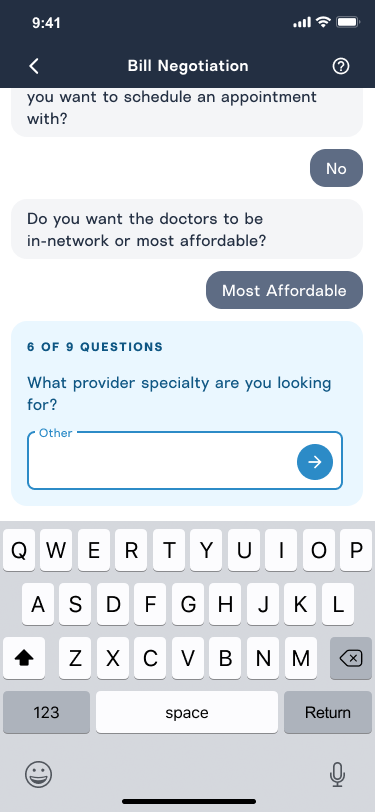 9:41
Bill Negotiation
you want to schedule an appointment
with?
No
Do you want the doctors to be
in-network or most affordable?
Most Affordable
6 OF 9 QUESTIONS
What provider specialty are you looking
for?
Other
Q W E R T Y U I O P
A S D F G H J K L
Z X C V B N M
123 space Return